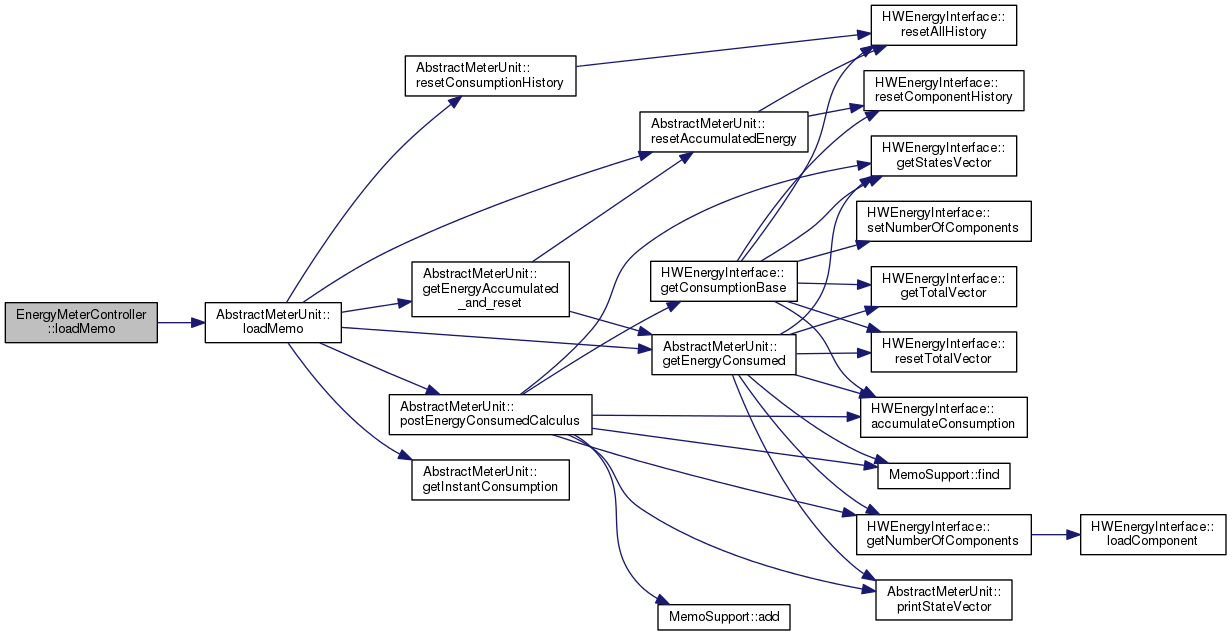 EnergyMeterController
::loadMemo
AbstractMeterUnit::
loadMemo
AbstractMeterUnit::
resetConsumptionHistory
AbstractMeterUnit::
getEnergyAccumulated
_and_reset
AbstractMeterUnit::
postEnergyConsumedCalculus
AbstractMeterUnit::
getInstantConsumption
AbstractMeterUnit::
resetAccumulatedEnergy
HWEnergyInterface::
getConsumptionBase
AbstractMeterUnit::
getEnergyConsumed
MemoSupport::add
HWEnergyInterface::
resetAllHistory
HWEnergyInterface::
resetComponentHistory
HWEnergyInterface::
getStatesVector
HWEnergyInterface::
setNumberOfComponents
HWEnergyInterface::
getTotalVector
HWEnergyInterface::
resetTotalVector
HWEnergyInterface::
accumulateConsumption
MemoSupport::find
HWEnergyInterface::
getNumberOfComponents
AbstractMeterUnit::
printStateVector
HWEnergyInterface::
loadComponent